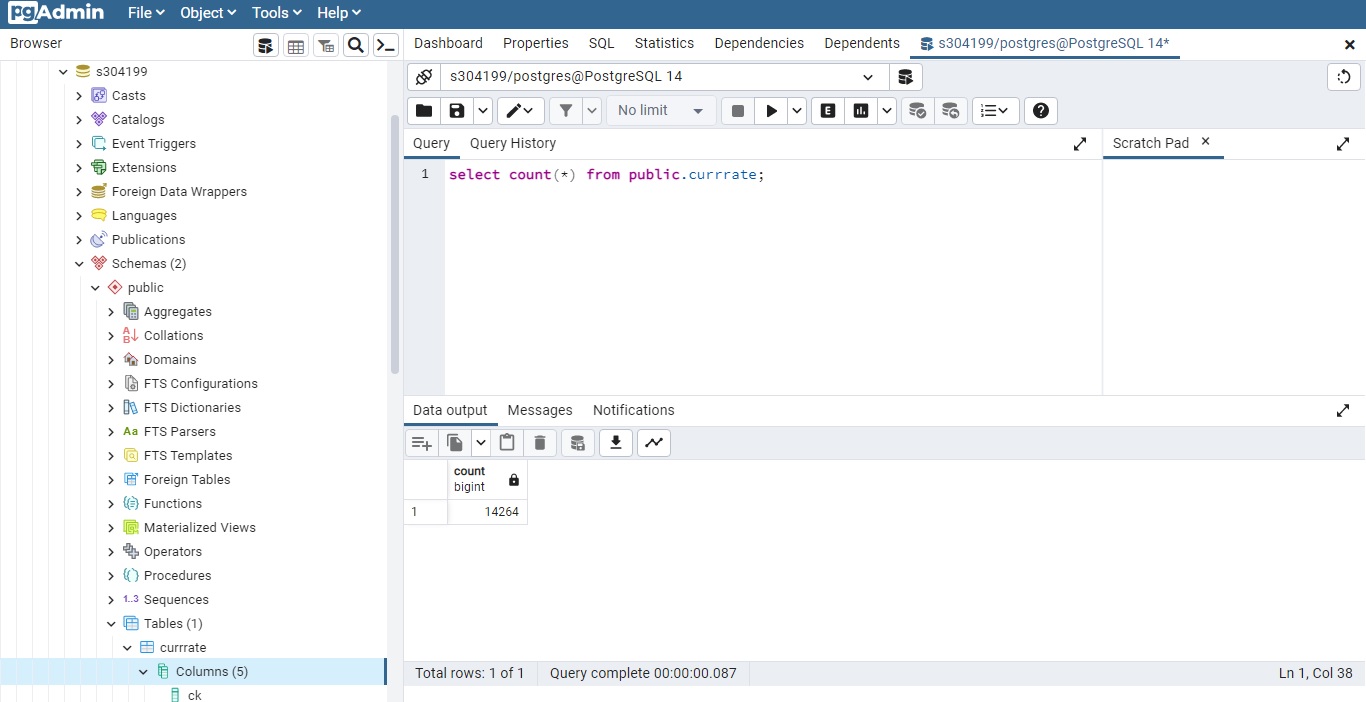 pgAdmin File Object Tools Help
Browser
Dashboard Properties SQL Statistics Dependencies Dependents s304199/postgres@PostgreSQL 14*
s304199/postgres@PostgreSQL 14
No limit
E
Query Query History
Scratch Pad
1 select count(*) from public.currrate;
s304199
Casts
Catalogs
Event Triggers
Extensions
Foreign Data Wrappers
Languages
Publications
Schemas (2)
public
Aggregates
Collations
Domains
FTS Configurations
FTS Dictionaries
Aa FTS Parsers
FTS Templates
Foreign Tables
Functions
Materialized Views
Operators
Procedures
1..3 Sequences
Tables (1)
currrate
Columns (5)
ck
Data output Messages Notifications
count
bigint
1 14264
Total rows: 1 of 1 Query complete 00:00:00.087 Ln 1, Col 38